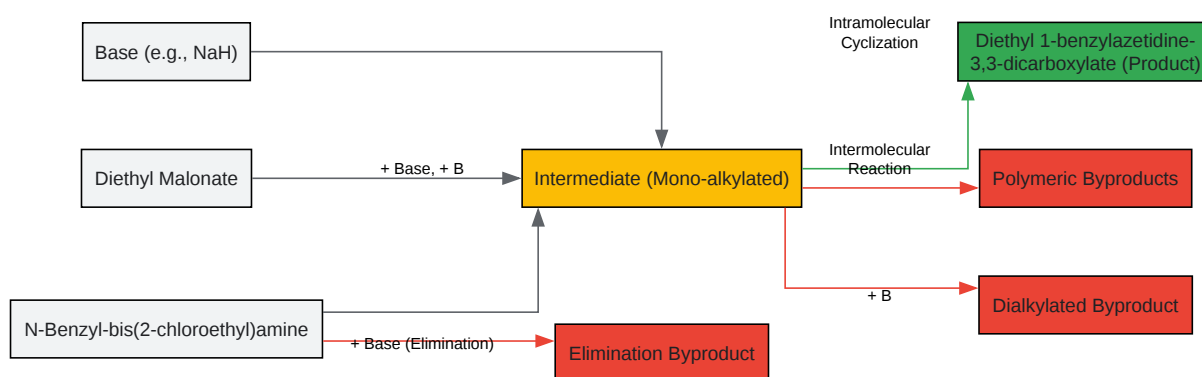 Intramolecular
Cyclization
Base (e.g., NaH)
Diethyl 1-benzylazetidine-
3,3-dicarboxylate (Product)
Diethyl Malonate
+ Base, + B
Intermediate (Mono-alkylated)
Intermolecular
Reaction
Polymeric Byproducts
+ B
Dialkylated Byproduct
N-Benzyl-bis(2-chloroethyl)amine
+ Base (Elimination)
Elimination Byproduct